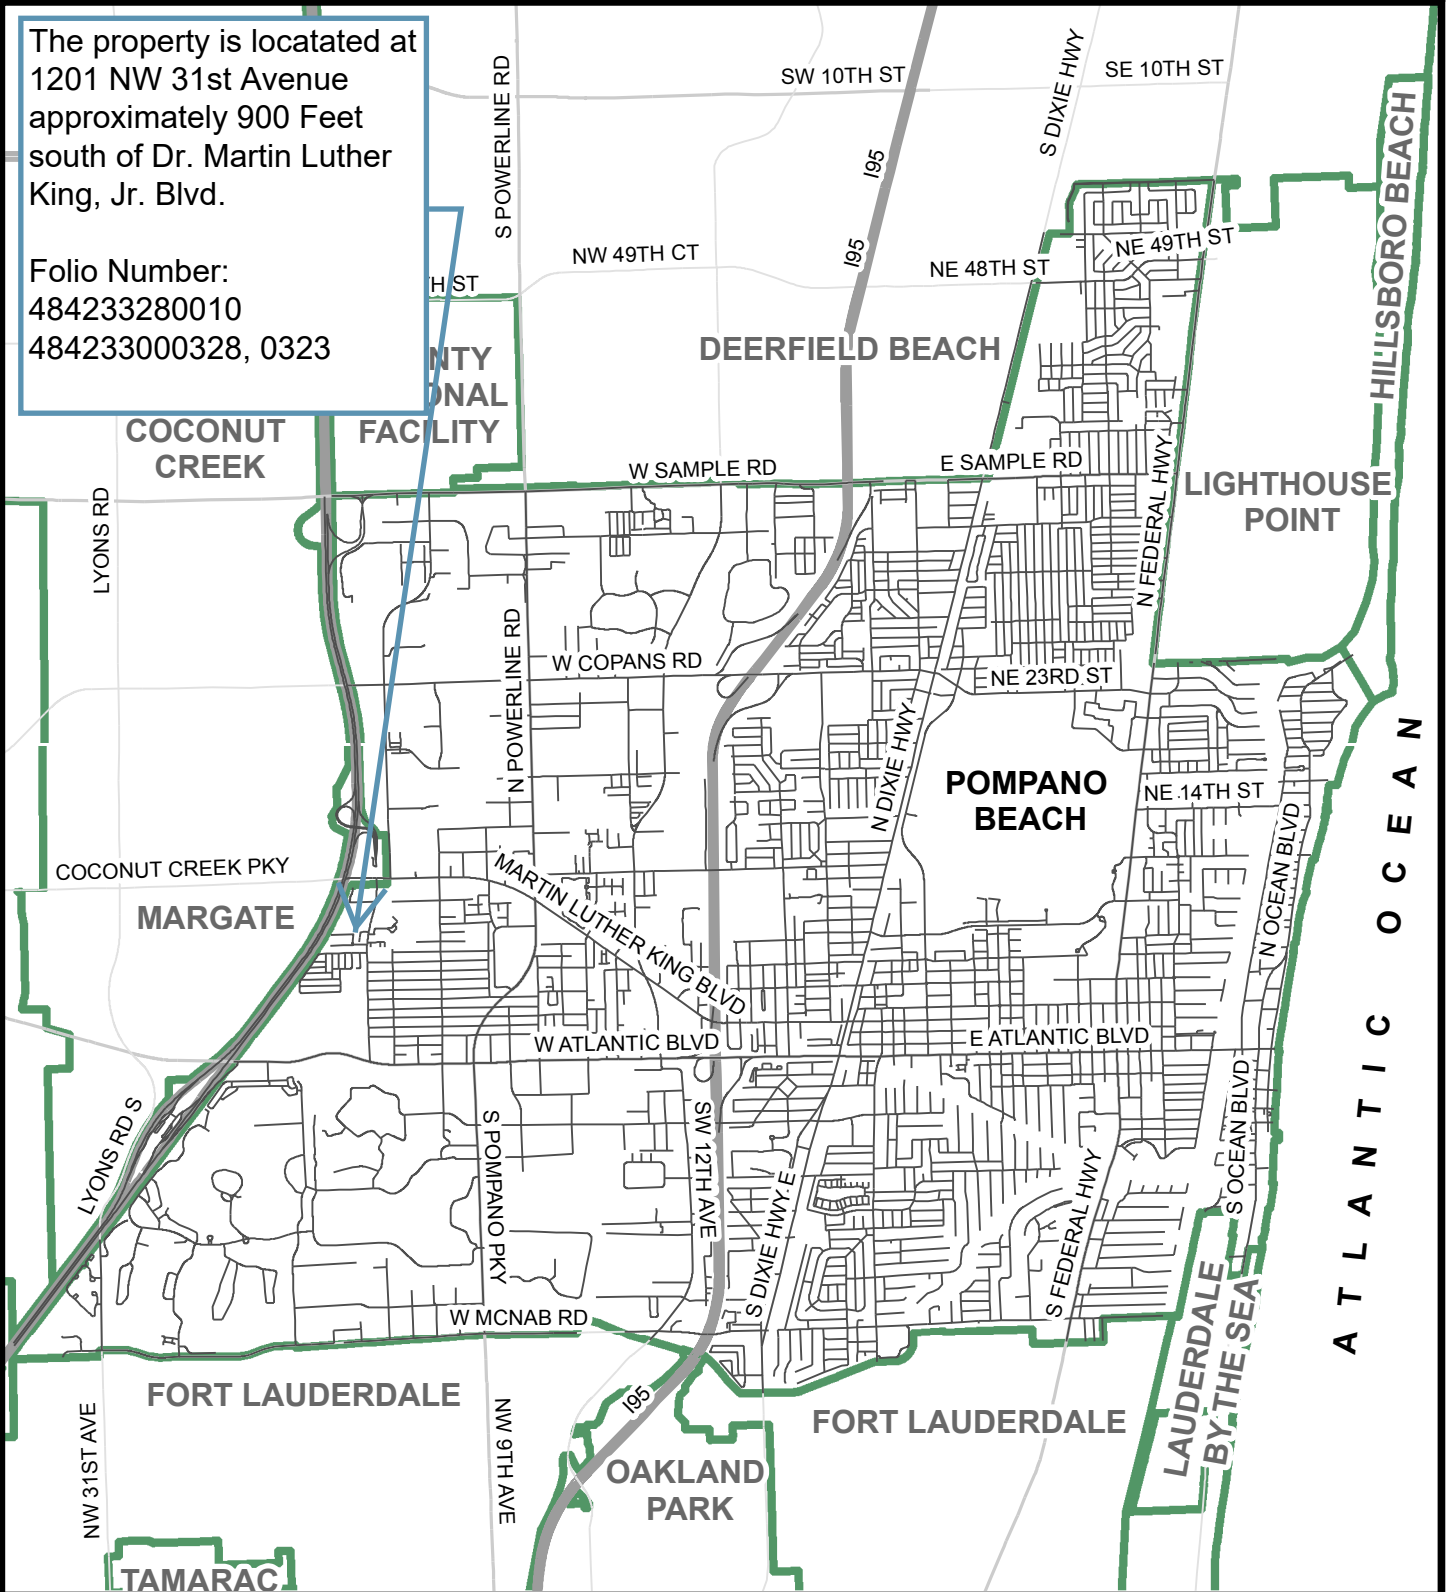 The property is locatated at
1201 NW 31st Avenue
approximately 900 Feet
south of Dr. Martin Luther
King, Jr. Blvd.
Folio Number:
484233280010
484233000328, 0323
S POWERLINE RD
SW 10TH ST
SE 10TH ST
S DIXIE HWY
I95
I95
HILLSBORO BEACH
NW 49TH CT
NE 48TH ST
NE 49TH ST
H ST
DEERFIELD BEACH
NTY
ONAL
FACILITY
COCONUT
CREEK
W SAMPLE RD
E SAMPLE RD
N FEDERAL HWY
LIGHTHOUSE
POINT
LYONS RD
N POWERLINE RD
W COPANS RD
NE 23RD ST
N DIXIE HWY
POMPANO
BEACH
NE 14TH ST
N OCEAN BLVD
ATLANTIC OCEAN
COCONUT CREEK PKY
MARTIN LUTHER KING BLVD
MARGATE
W ATLANTIC BLVD
E ATLANTIC BLVD
LYONS RD S
S POMPANO PKY
SW 12TH AVE
S DIXIE HWY E
S FEDERAL HWY
S OCEAN BLVD
W MCNAB RD
LAUDERDALE
BY THE SEA
FORT LAUDERDALE
I95
FORT LAUDERDALE
NW 31ST AVE
NW 9TH AVE
OAKLAND
PARK
TAMARAC